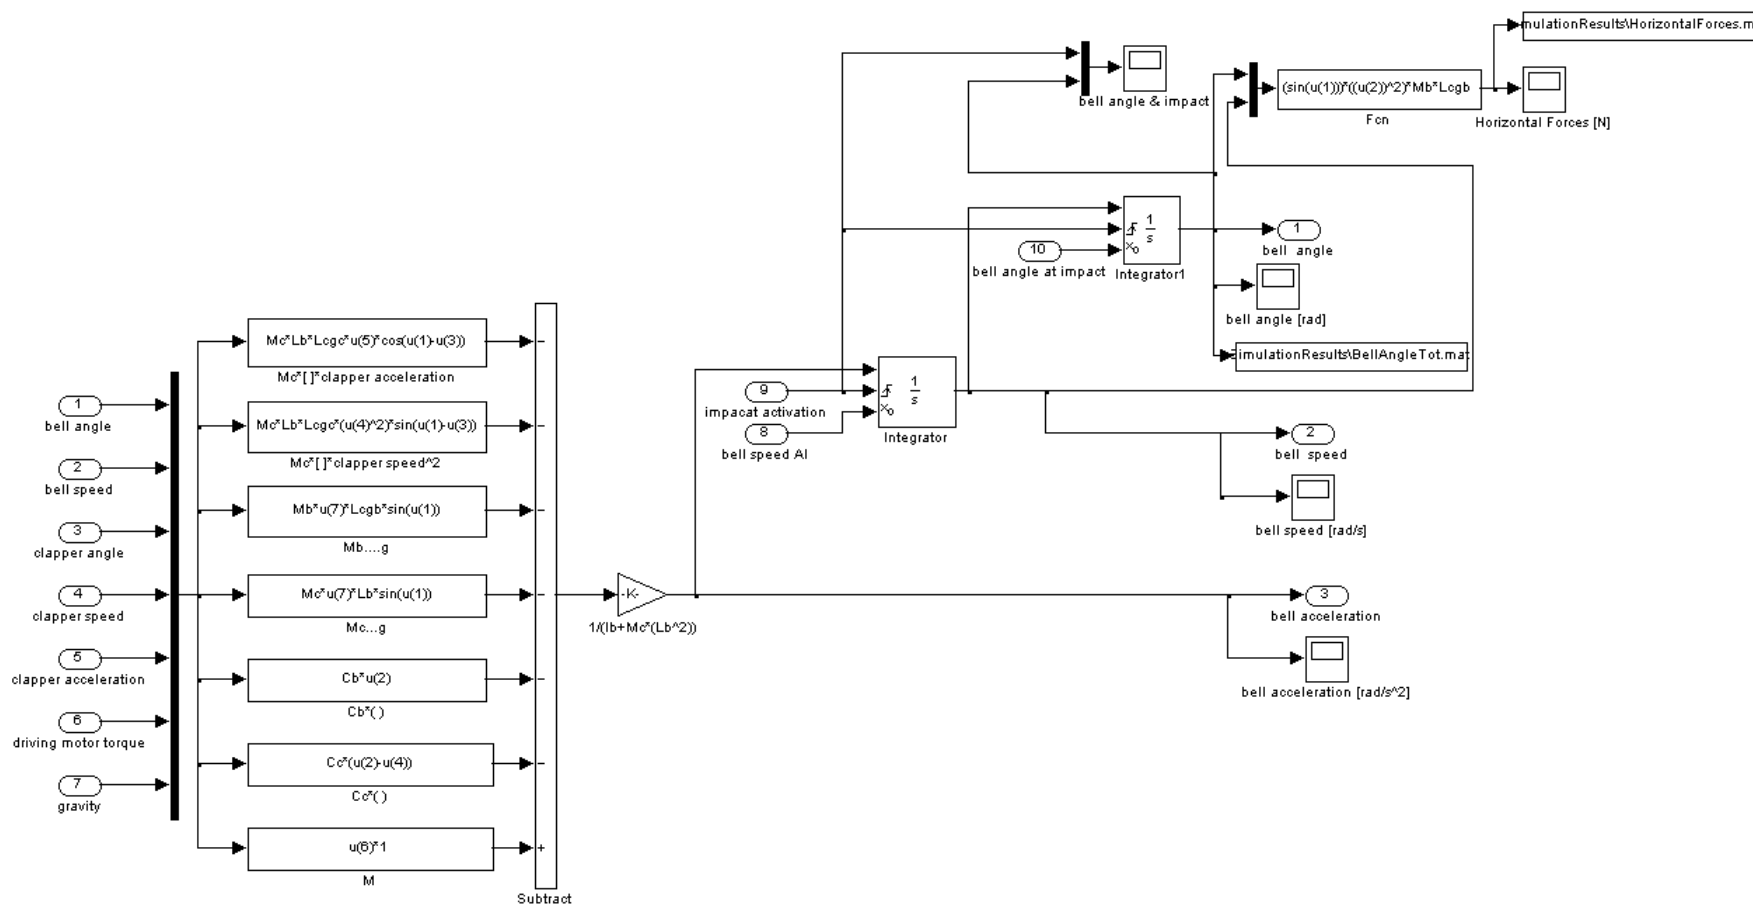 mulationResults\HorizontalForces.m
bell angle & impact
(sin(u(1)))*((u(2))^2)*Mb*Lcgb
Fcn
Horizontal Forces [N]
1
s
x0
Integrator1
10
bell angle at impact
1
bell angle
bell angle [rad]
SimulationResults\BellAngleTot.mat
Mc*Lb*Lcgc*u(5)*cos(u(1)-u(3))
Mc*[ ]*clapper acceleration
Mc*Lb*Lcgc*(u(4)^2)*sin(u(1)-u(3))
Mc*[ ]*clapper speed^2
Mb*u(7)*Lcgb*sin(u(1))
Mb....g
Mc*u(7)*Lb*sin(u(1))
Mc...g
Cb*u(2)
Cb*( )
Cc*(u(2)-u(4))
Cc*( )
u(6)*1
M
1
bell angle
2
bell speed
3
clapper angle
4
clapper speed
5
clapper acceleration
6
driving motor torque
7
gravity
-
-
-
-
-
-
+
Subtract
-K-
1/(Ib+Mc*(Lb^2))
9
impacat activation
8
bell speed AI
1
s
x0
Integrator
2
bell speed
bell speed [rad/s]
3
bell acceleration
bell acceleration [rad/s^2]